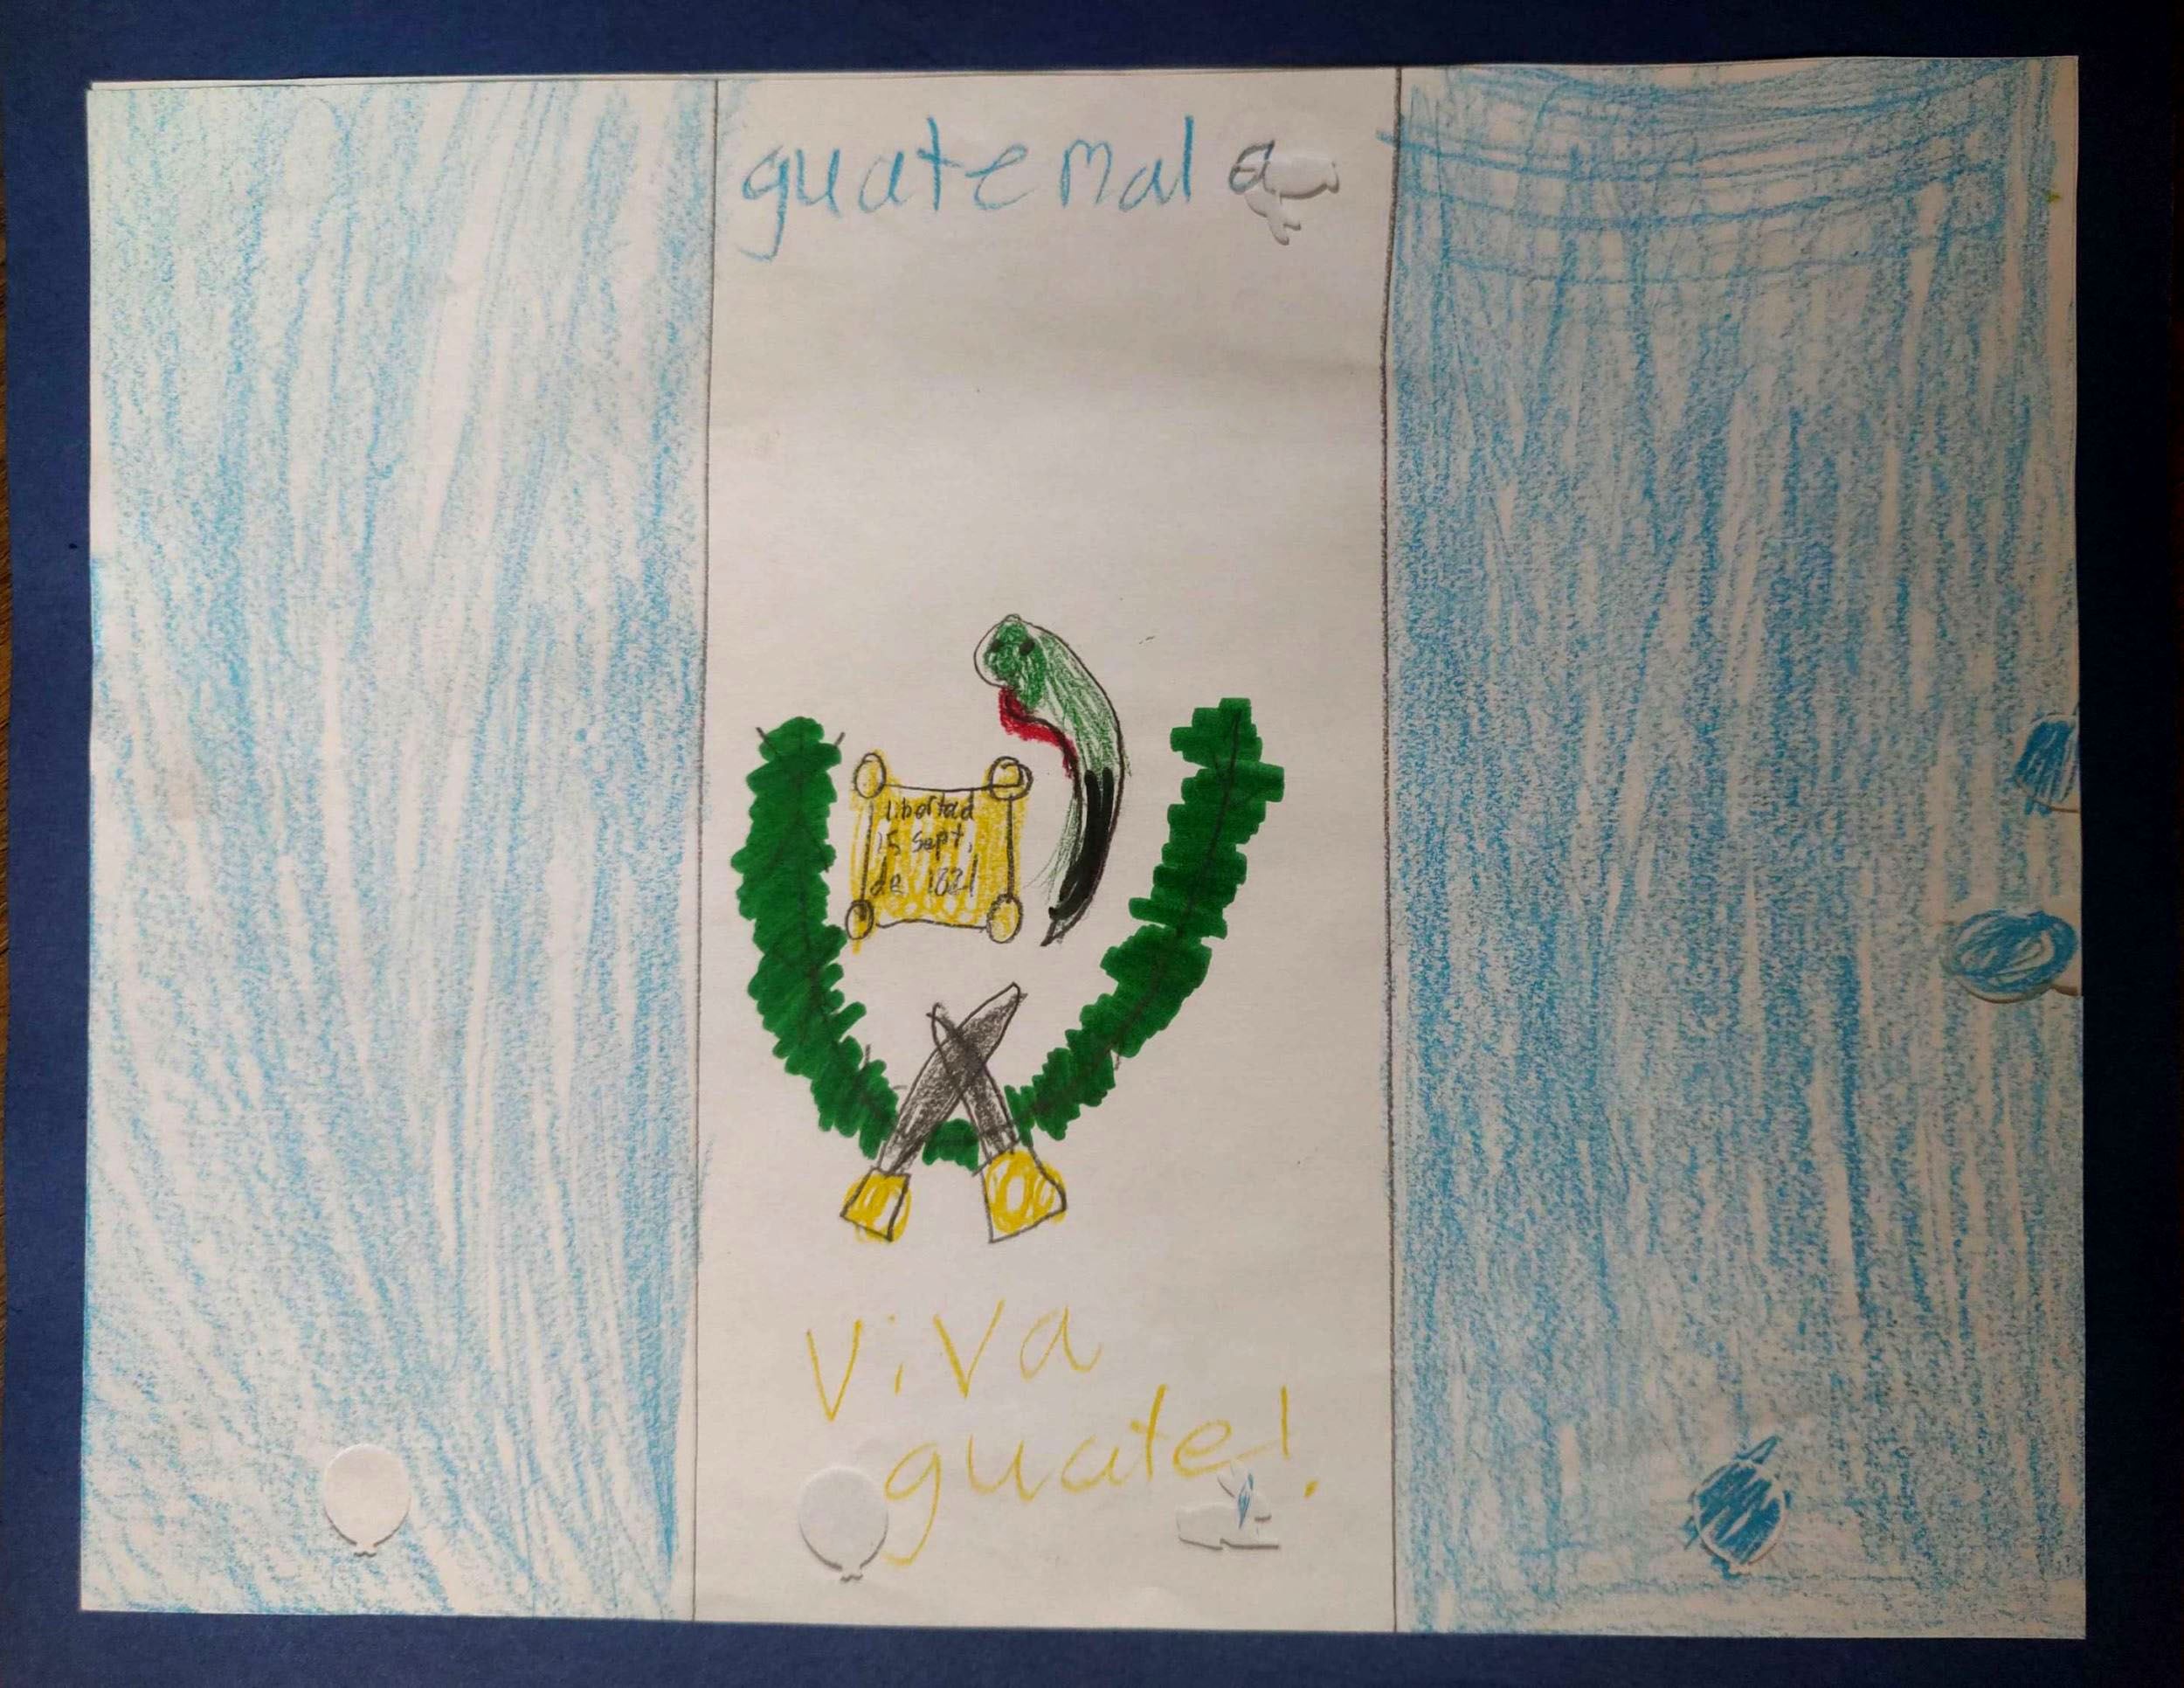 guatemala
Libertad
15 Sept.
de 1821
Viva
guate!